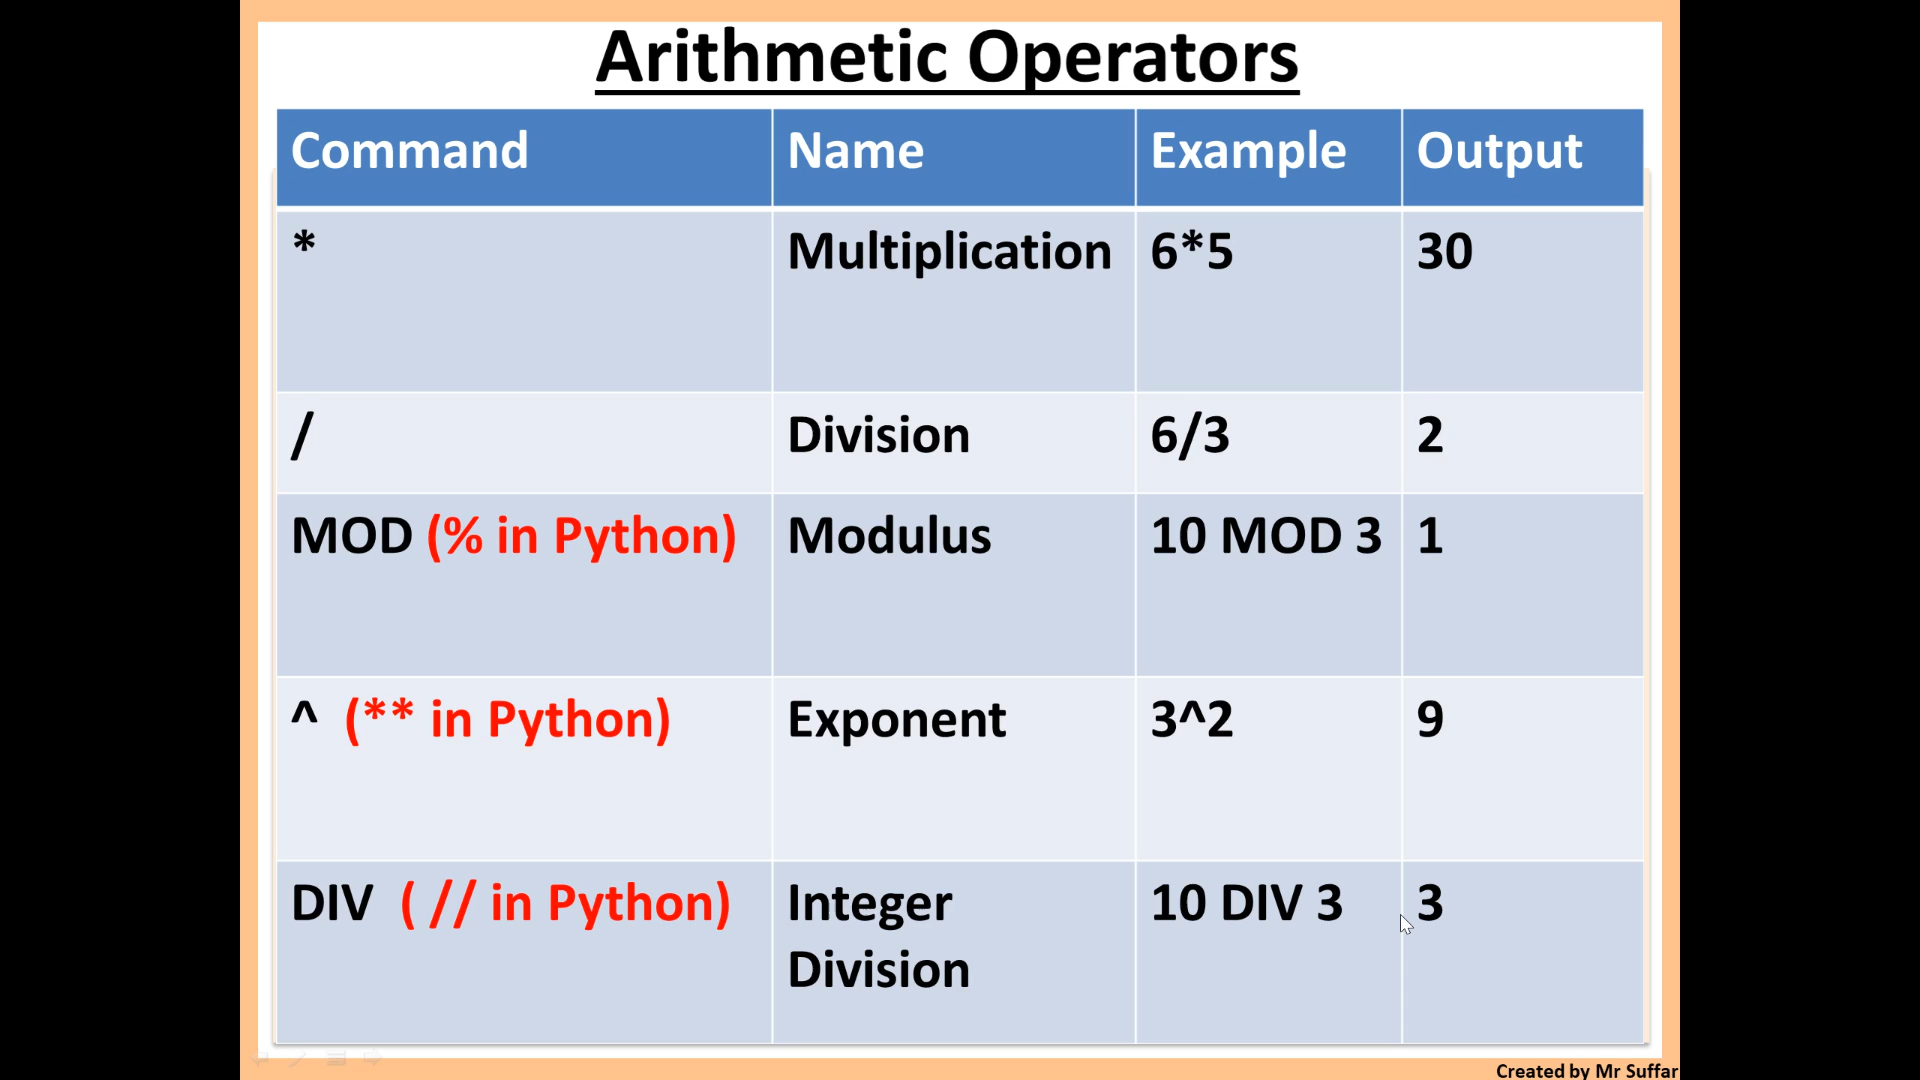 Arithmetic Operators
Command Name Example Output
* Multiplication 6*5 30
/ Division 6/3 2
MOD (% in Python) Modulus 10 MOD 3 1
^ (** in Python) Exponent 3^2 9
DIV ( // in Python) Integer Division 10 DIV 3 3
Created by Mr Suffar